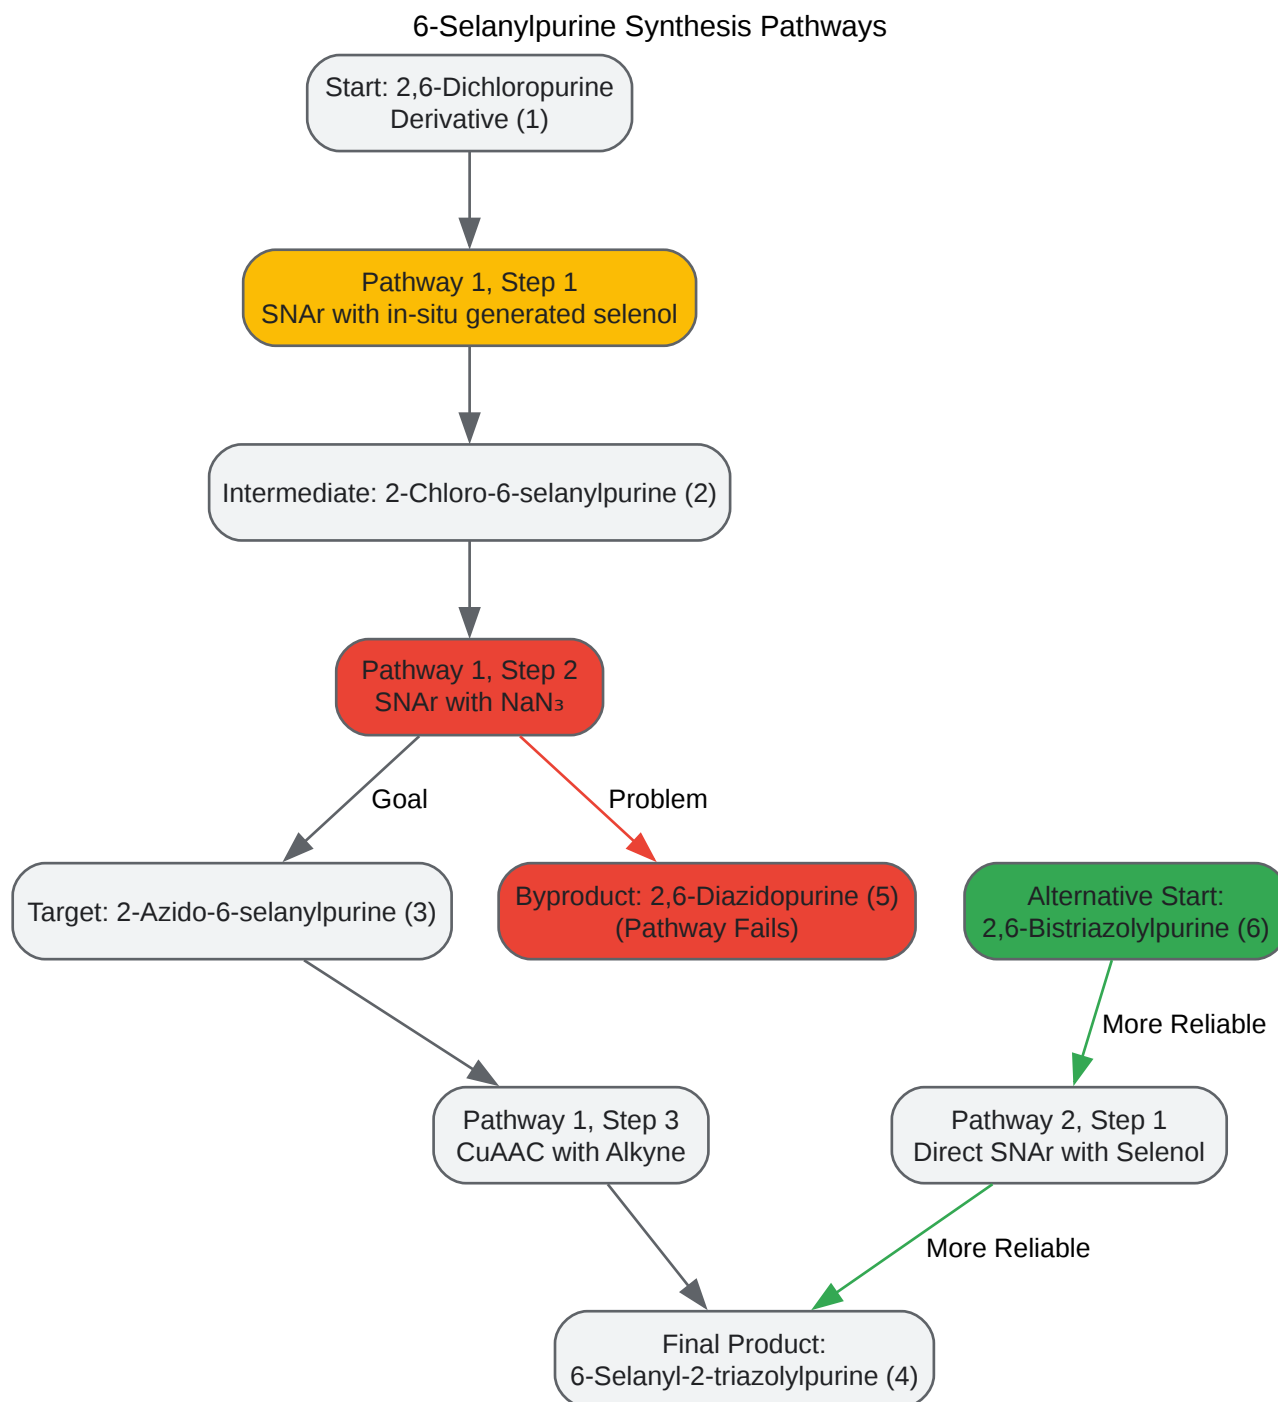 6-Selanylpurine Synthesis Pathways
Start: 2,6-Dichloropurine
Derivative (1)
Pathway 1, Step 1
SNAr with in-situ generated selenol
Intermediate: 2-Chloro-6-selanylpurine (2)
Pathway 1, Step 2
SNAr with NaN₃
Goal
Problem
Target: 2-Azido-6-selanylpurine (3)
Byproduct: 2,6-Diazidopurine (5)
(Pathway Fails)
Alternative Start:
2,6-Bistriazolylpurine (6)
More Reliable
Pathway 1, Step 3
CuAAC with Alkyne
Pathway 2, Step 1
Direct SNAr with Selenol
More Reliable
Final Product:
6-Selanyl-2-triazolylpurine (4)